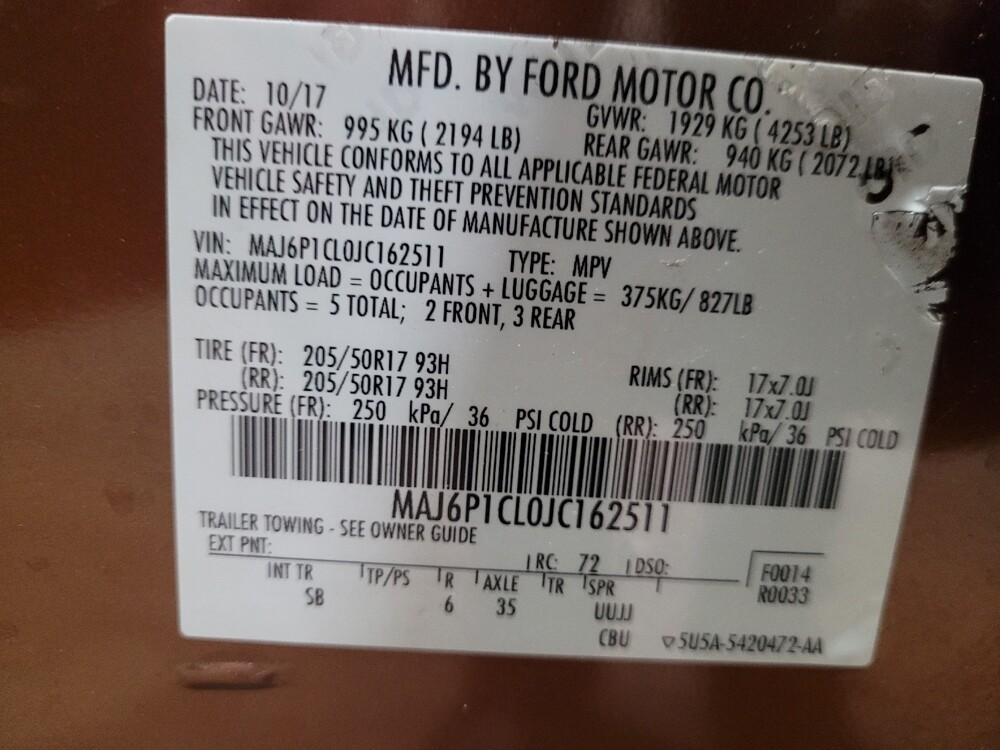 MFD. BY FORD MOTOR CO.
DATE: 10/17 GVWR: 1929 KG ( 4253 LB)
FRONT GAWR: 995 KG ( 2194 LB) REAR GAWR: 940 KG ( 2072 LB)
THIS VEHICLE CONFORMS TO ALL APPLICABLE FEDERAL MOTOR
VEHICLE SAFETY AND THEFT PREVENTION STANDARDS
IN EFFECT ON THE DATE OF MANUFACTURE SHOWN ABOVE.
VIN: MAJ6P1CL0JC162511 TYPE: MPV
MAXIMUM LOAD = OCCUPANTS + LUGGAGE = 375KG/ 827LB
OCCUPANTS = 5 TOTAL; 2 FRONT, 3 REAR
TIRE (FR): 205/50R17 93H RIMS (FR): 17x7.0J
(RR): 205/50R17 93H (RR): 17x7.0J
PRESSURE (FR): 250 kPa/ 36 PSI COLD (RR): 250 kPa/ 36 PSI COLD
MAJ6P1CL0JC162511
TRAILER TOWING - SEE OWNER GUIDE
EXT PNT: RC: 72 DSO: F0014
INT TR TP/PS R AXLE TR SPR R0033
SB 6 35 UUJJ
CBU 5U5A-5420472-AA